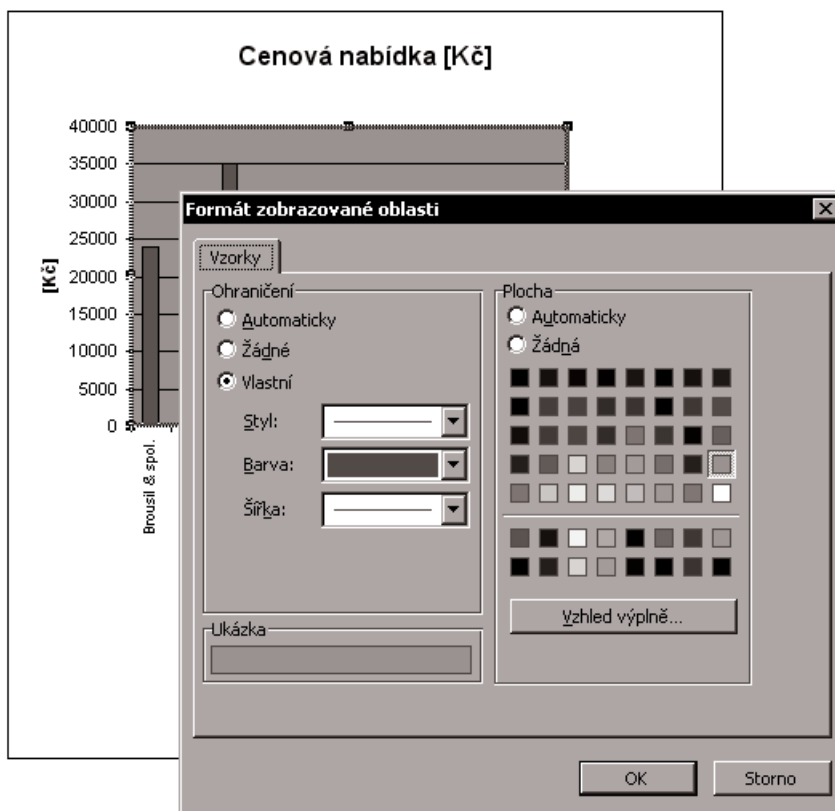 Cenová nabídka [Kč]
40000
35000
30000
25000
20000
15000
10000
5000
0
[Kč]
Brousil & spol.
Formát zobrazované oblasti
Vzorky
Ohraničení
Automaticky
Žádné
Vlastní
Styl:
Barva:
Šířka:
Ukázka
Plocha
Automaticky
Žádná
Vzhled výplně...
OK
Storno